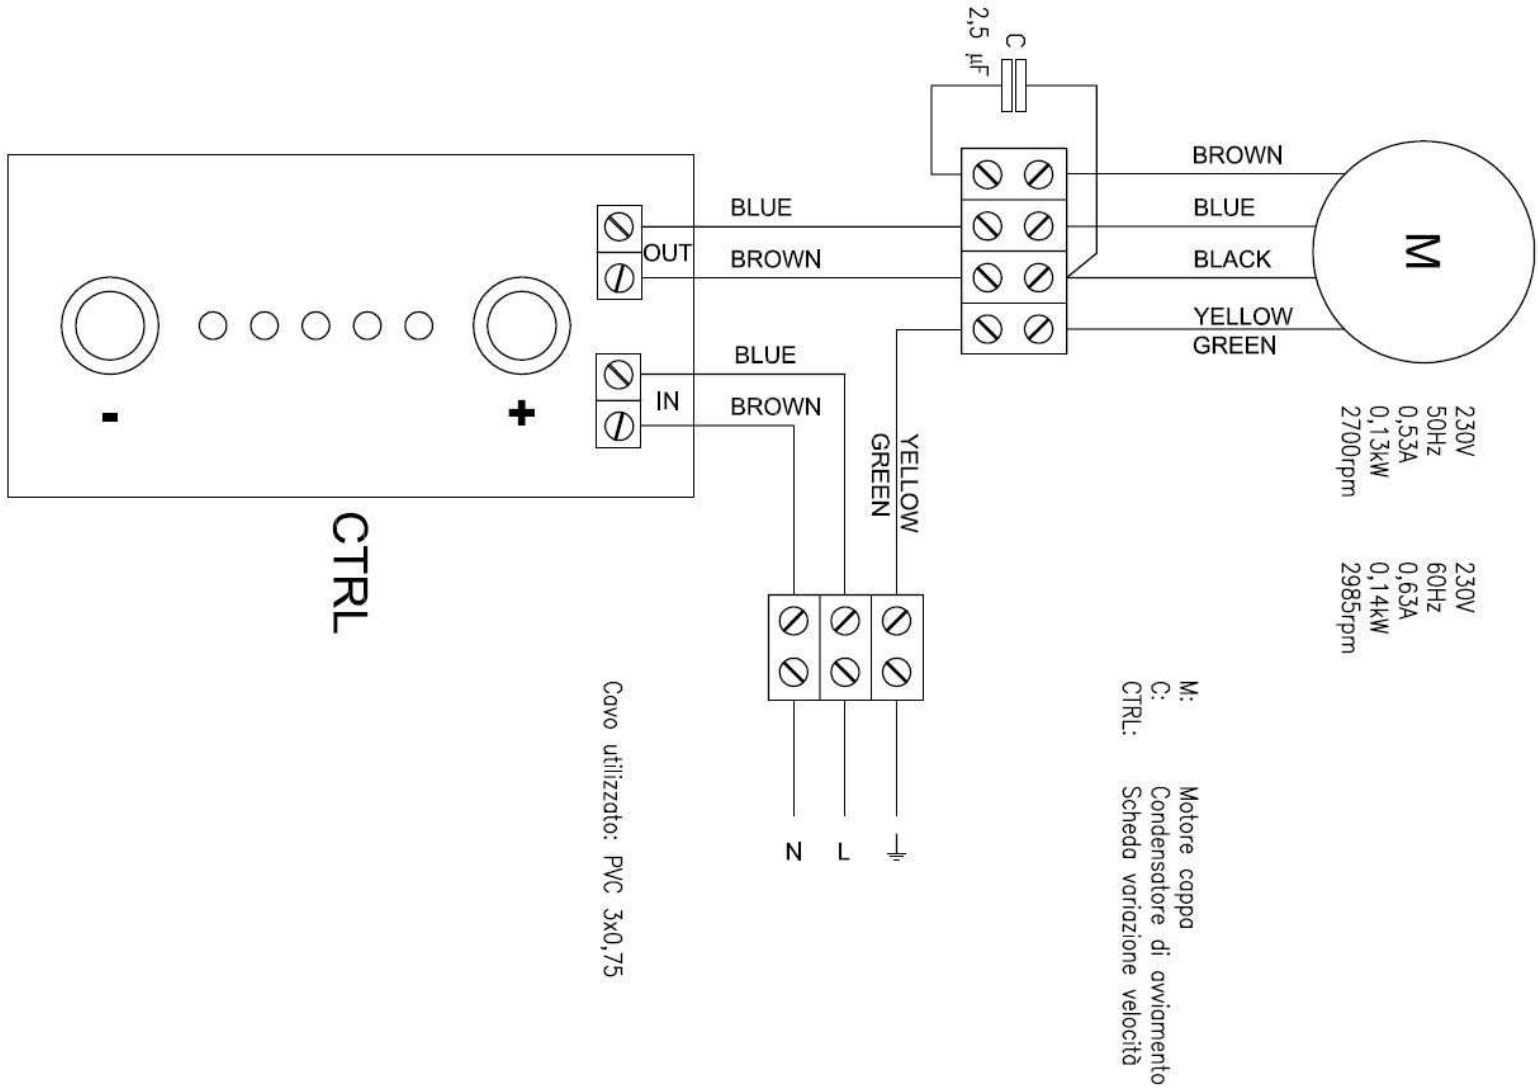 C
2,5 µF
BROWN
BLUE
BLACK
YELLOW
GREEN
M
BLUE
OUT
BROWN
BLUE
IN
BROWN
YELLOW
GREEN
-
+
CTRL
230V
50Hz
0,53A
0,13kW
2700rpm
230V
60Hz
0,63A
0,14kW
2985rpm
M: Motore cappa
C: Condensatore di avviamento
CTRL: Scheda variazione velocità
Cavo utilizzato: PVC 3x0,75
N L